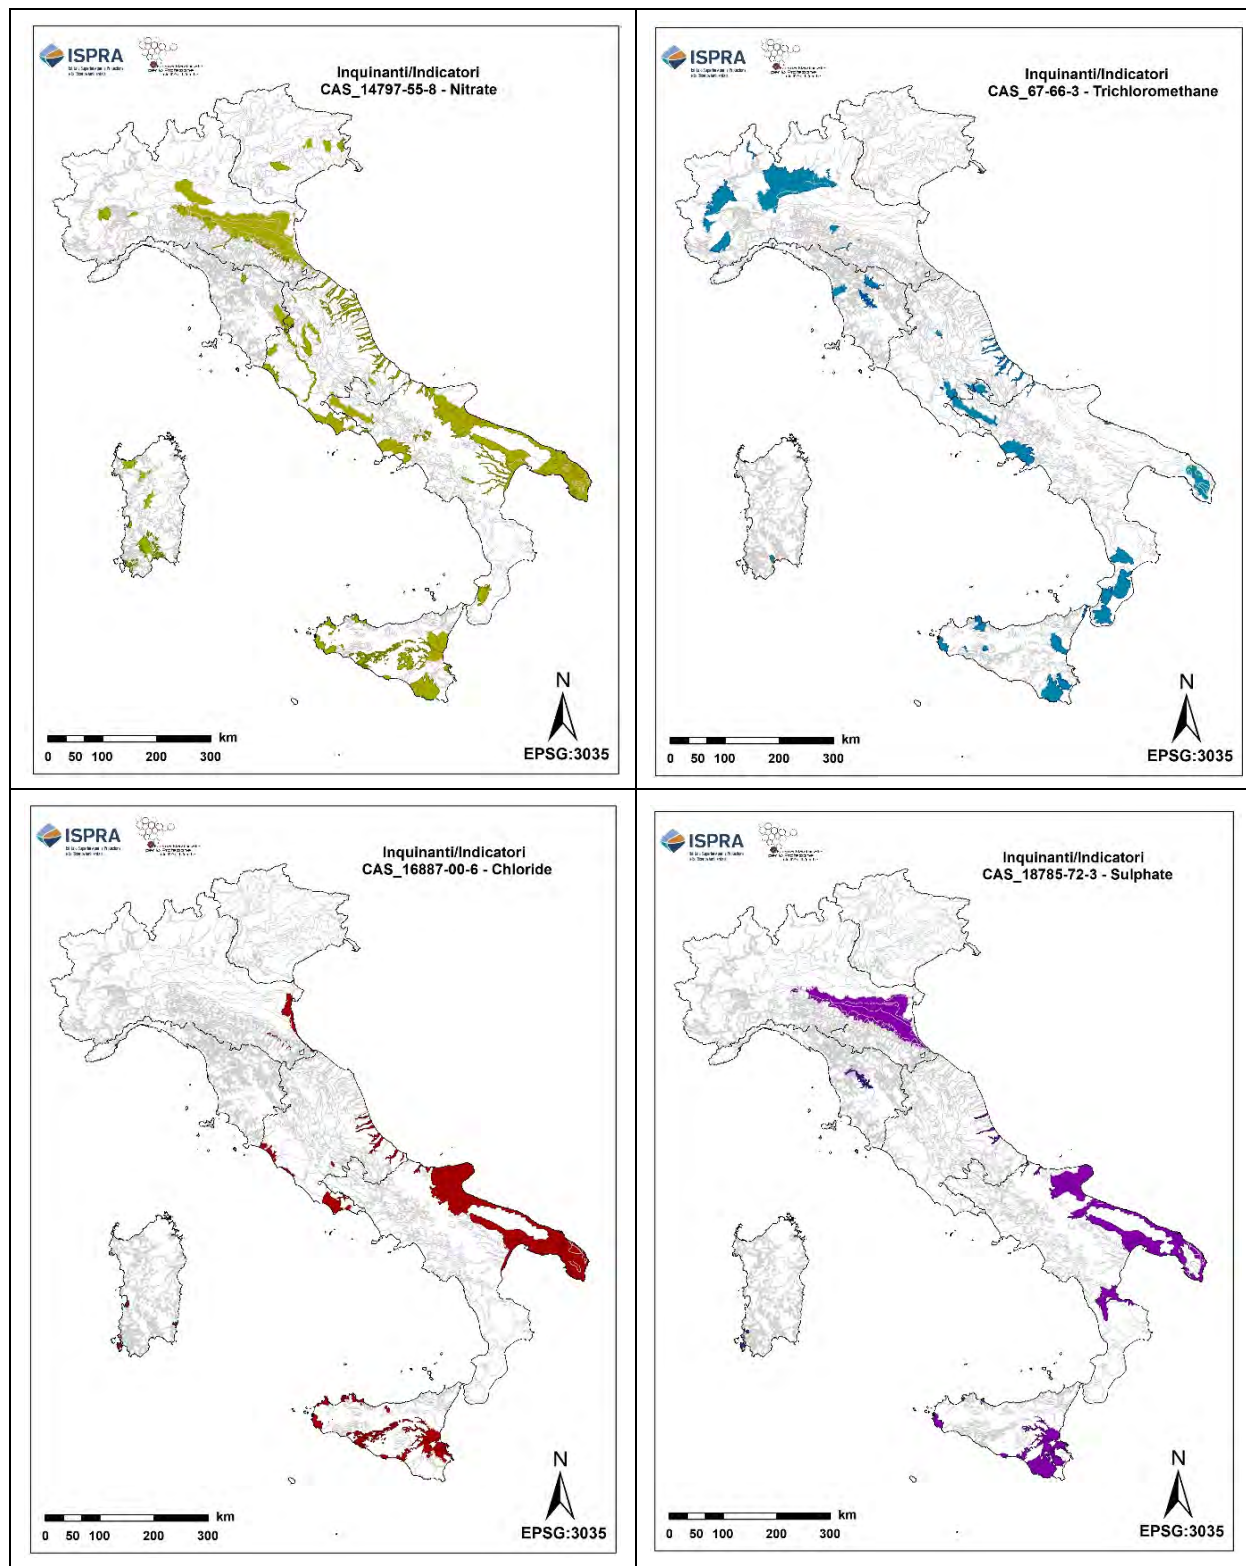 ISPRA
Inquinanti/Indicatori
CAS_14797-55-8 - Nitrate
N
km
0 50 100 200 300
EPSG:3035
ISPRA
Inquinanti/Indicatori
CAS_67-66-3 - Trichloromethane
N
km
0 50 100 200 300
EPSG:3035
ISPRA
Inquinanti/Indicatori
CAS_16887-00-6 - Chloride
N
km
0 50 100 200 300
EPSG:3035
ISPRA
Inquinanti/Indicatori
CAS_18785-72-3 - Sulphate
N
km
0 50 100 200 300
EPSG:3035